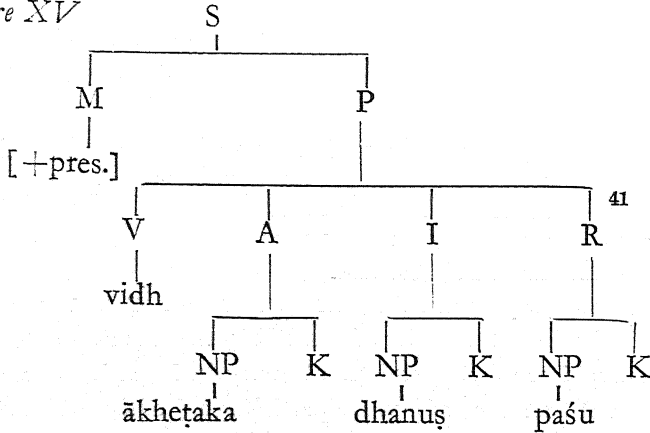 re XV
S
M P
[+pres.]
41
V A I R
vidh
NP K NP K NP K
ākheṭaka dhanuṣ paśu